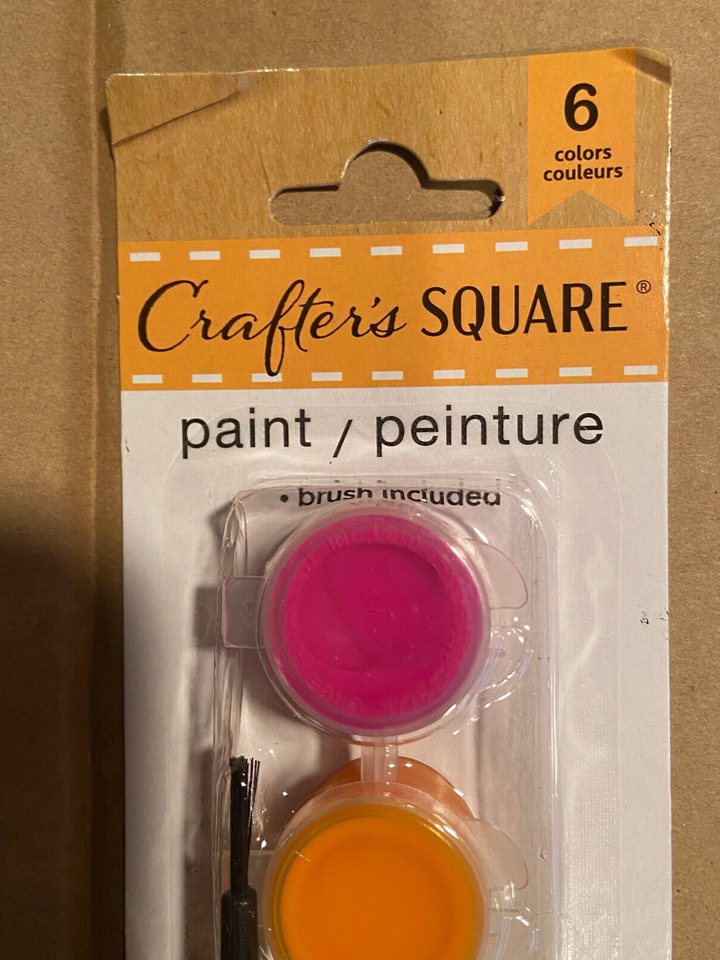 6
colors
couleurs
Crafter's SQUARE®
paint / peinture
• brush included